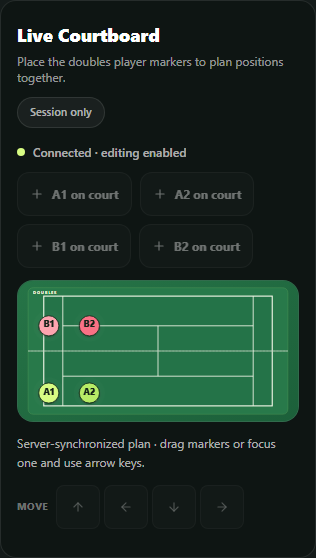 Live Courtboard
Place the doubles player markers to plan positions
together.
Session only
Connected · editing enabled
+ A1 on court
+ A2 on court
+ B1 on court
+ B2 on court
DOUBLES
B1
B2
A1
A2
Server-synchronized plan · drag markers or focus
one and use arrow keys.
MOVE ↑ ← ↓ →